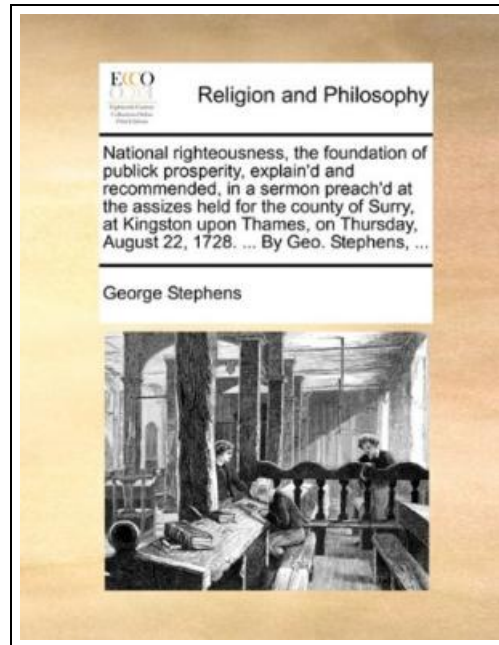 ECCO
Religion and Philosophy
National righteousness, the foundation of
publick prosperity, explain'd and
recommended, in a sermon preach'd at
the assizes held for the county of Surry,
at Kingston upon Thames, on Thursday,
August 22, 1728. ... By Geo. Stephens, ...
George Stephens